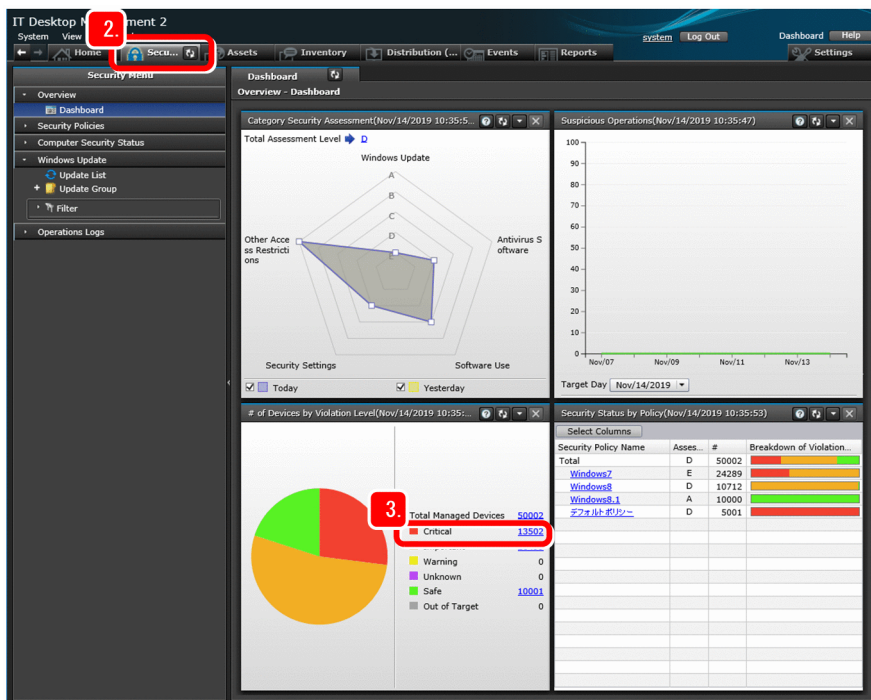 IT Desktop M ment 2
System View
system Log Out Dashboard Help
2.
Home Secu... Assets Inventory Distribution (... Events Reports Settings
Security Menu
Overview
Dashboard
Security Policies
Computer Security Status
Windows Update
Update List
Update Group
Filter
Operations Logs
Dashboard
Overview - Dashboard
Category Security Assessment(Nov/14/2019 10:35:5...
Total Assessment Level D
Windows Update
A
B
C
D
E
Other Acce
ss Restricti
ons
Antivirus S
oftware
Security Settings
Software Use
Today
Yesterday
Suspicious Operations(Nov/14/2019 10:35:47)
100
90
80
70
60
50
40
30
20
10
0
Nov/07 Nov/09 Nov/11 Nov/13
Target Day Nov/14/2019
# of Devices by Violation Level(Nov/14/2019 10:35:...
3.
Total Managed Devices 50002
Critical 13502
Warning 0
Unknown 0
Safe 10001
Out of Target 0
Security Status by Policy(Nov/14/2019 10:35:53)
Select Columns
Security Policy Name Asses... # Breakdown of Violation...
Total D 50002
Windows7 E 24289
Windows8 D 10712
Windows8.1 A 10000
デフォルトポリシー D 5001